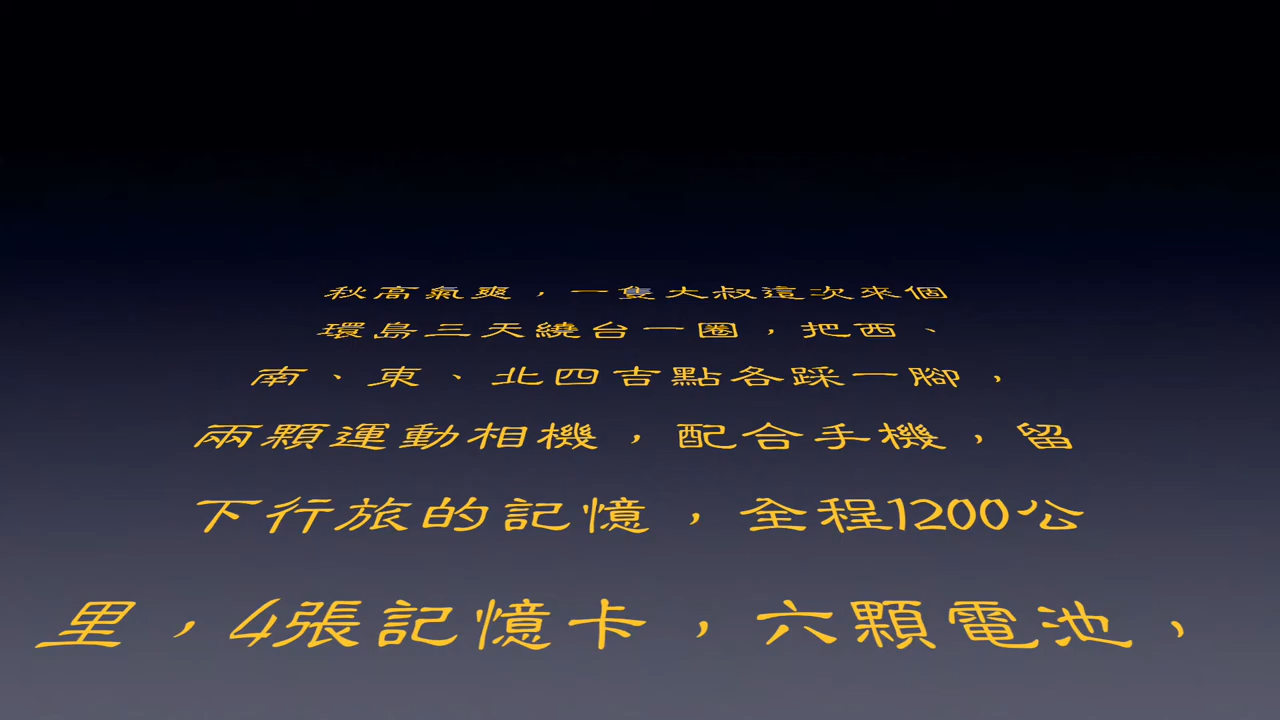 秋高氣爽，一隻大叔這次來個
環島三天繞台一圈，把西、
南、東、北四吉點各踩一腳，
兩顆運動相機，配合手機，留
下行旅的記憶，全程1200公
里，4張記憶卡，六顆電池、